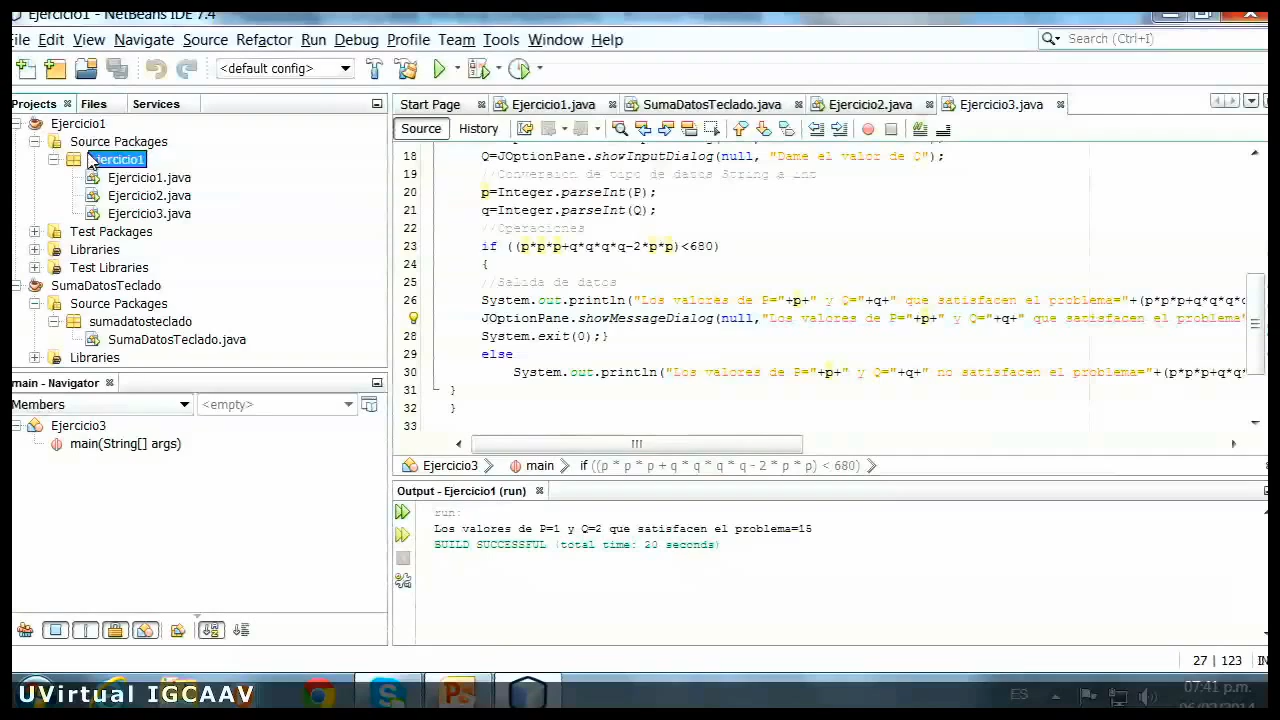 Ejercicio1 - NetBeans IDE 7.4
File Edit View Navigate Source Refactor Run Debug Profile Team Tools Window Help
Search (Ctrl+I)
<default config>
Projects Files Services
Start Page Ejercicio1.java SumaDatosTeclado.java Ejercicio2.java Ejercicio3.java
Source History
Ejercicio1
Source Packages
ejercicio1
Ejercicio1.java
Ejercicio2.java
Ejercicio3.java
Test Packages
Libraries
Test Libraries
SumaDatosTeclado
Source Packages
sumadatosteclado
SumaDatosTeclado.java
Libraries
18 Q=JOptionPane.showInputDialog(null, "Dame el valor de Q");
19 //Conversion de tipo de datos String a int
20 p=Integer.parseInt(P);
21 q=Integer.parseInt(Q);
22 //Operaciones
23 if ((p*p*p+q*q*q*q-2*p*p)<680)
24 {
25 //Salida de datos
26 System.out.println("Los valores de P="+p+" y Q="+q+" que satisfacen el problema="+(p*p*p+q*q*q*q
27 JOptionPane.showMessageDialog(null,"Los valores de P="+p+" y Q="+q+" que satisfacen el problema"
28 System.exit(0);}
29 else
30 System.out.println("Los valores de P="+p+" y Q="+q+" no satisfacen el problema="+(p*p*p+q*q*
31 }
32 }
33
main - Navigator
Members <empty>
Ejercicio3
main(String[] args)
Ejercicio3 main if ((p * p * p + q * q * q * q - 2 * p * p) < 680)
Output - Ejercicio1 (run)
run:
Los valores de P=1 y Q=2 que satisfacen el problema=15
BUILD SUCCESSFUL (total time: 20 seconds)
27 | 123 IN
UVirtual IGCAAV
ES
07:41 p.m.
06/02/2014